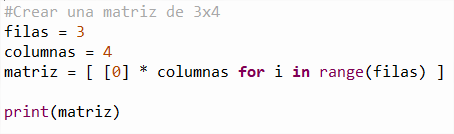 #Crear una matriz de 3x4
filas = 3
columnas = 4
matriz = [ [0] * columnas for i in range(filas) ]
print(matriz)